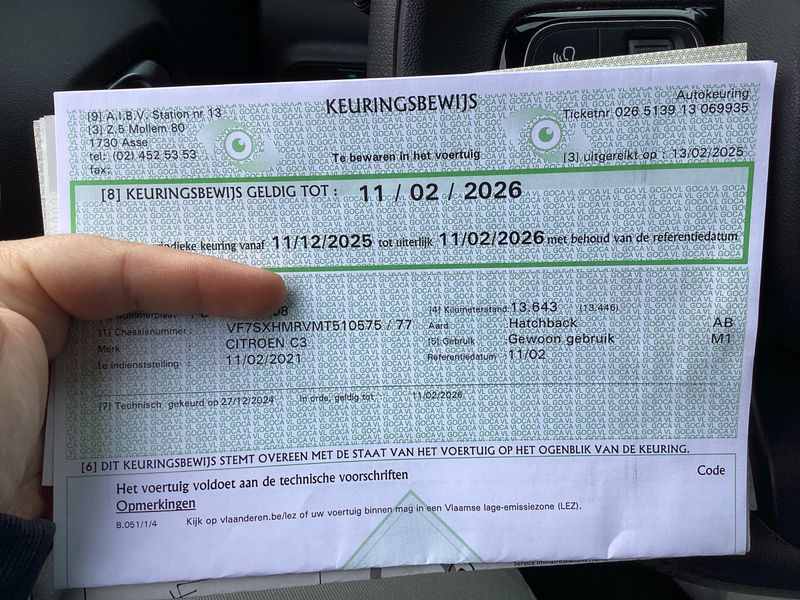 KEURINGSBEWIJS
Autokeuring
[9] A.I.B.V. Station nr 13
Ticketnr 026 5139 13 069935
[3] Z.5 Mollem 80
1730 Asse
tel: (02) 452 53 53
Te bewaren in het voertuig
[3] uitgereikt op : 13/02/2025
fax:
[8] KEURINGSBEWIJS GELDIG TOT : 11 / 02 / 2026
keuring vanaf 11/12/2025 tot uiterlijk 11/02/2026 met behoud van de referentiedatum
08
[4] Kilometerstand: 13.643 (13.446)
[1] Chassisnummer : VF7SXHMRVMT510575 / 77
Aard Hatchback AB
Merk CITROEN C3
[5] Gebruik Gewoon gebruik M1
1e indienststelling : 11/02/2021
Referentiedatum : 11/02
[7] Technisch gekeurd op 27/12/2024 In orde, geldig tot 11/02/2026
[6] DIT KEURINGSBEWIJS STEMT OVEREEN MET DE STAAT VAN HET VOERTUIG OP HET OGENBLIK VAN DE KEURING.
Het voertuig voldoet aan de technische voorschriften
Code
Opmerkingen
B.051/1/4 Kijk op vlaanderen.be/lez of uw voertuig binnen mag in een Vlaamse lage-emissiezone (LEZ).